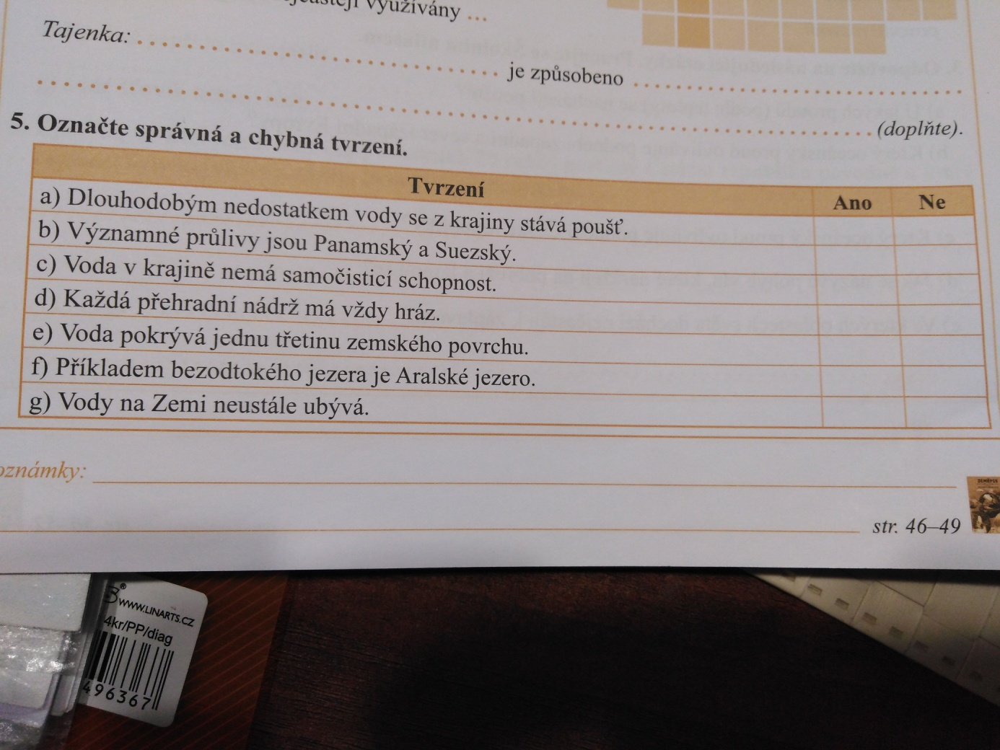 využívány ...
Tajenka:
je způsobeno
(doplňte).
5. Označte správná a chybná tvrzení.
Tvrzení Ano Ne
a) Dlouhodobým nedostatkem vody se z krajiny stává poušť.
b) Významné průlivy jsou Panamský a Suezský.
c) Voda v krajině nemá samočisticí schopnost.
d) Každá přehradní nádrž má vždy hráz.
e) Voda pokrývá jednu třetinu zemského povrchu.
f) Příkladem bezodtokého jezera je Aralské jezero.
g) Vody na Zemi neustále ubývá.
oznámky:
str. 46–49
ZEMĚPIS
WWW.LINARTS.CZ
4kr/PP/diag
496367